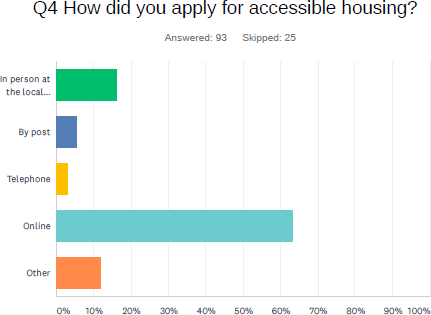 Q4 How did you apply for accessible housing?
Answered: 93 Skipped: 25
In person at
the local...
By post
Telephone
Online
Other
0% 10% 20% 30% 40% 50% 60% 70% 80% 90% 100%